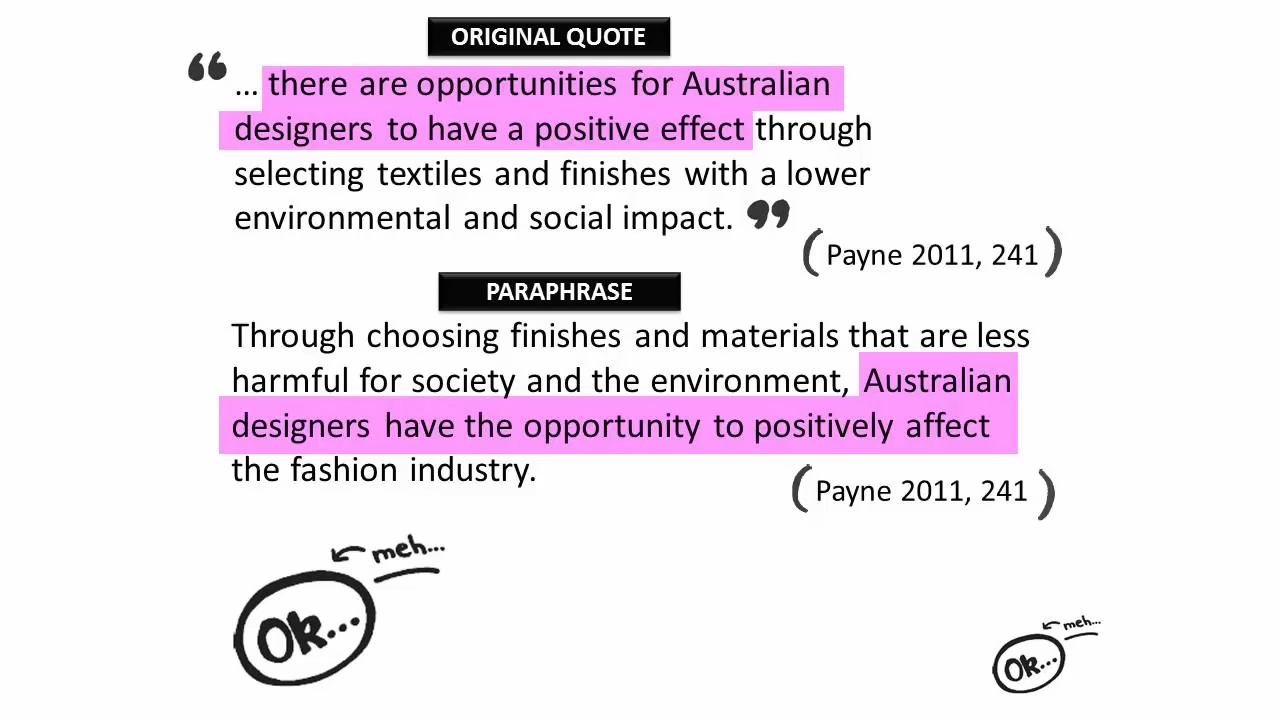 ORIGINAL QUOTE
“ ... there are opportunities for Australian
designers to have a positive effect through
selecting textiles and finishes with a lower
environmental and social impact. ”
(Payne 2011, 241)
PARAPHRASE
Through choosing finishes and materials that are less
harmful for society and the environment, Australian
designers have the opportunity to positively affect
the fashion industry.
(Payne 2011, 241)
meh...
Ok...
meh...
Ok...